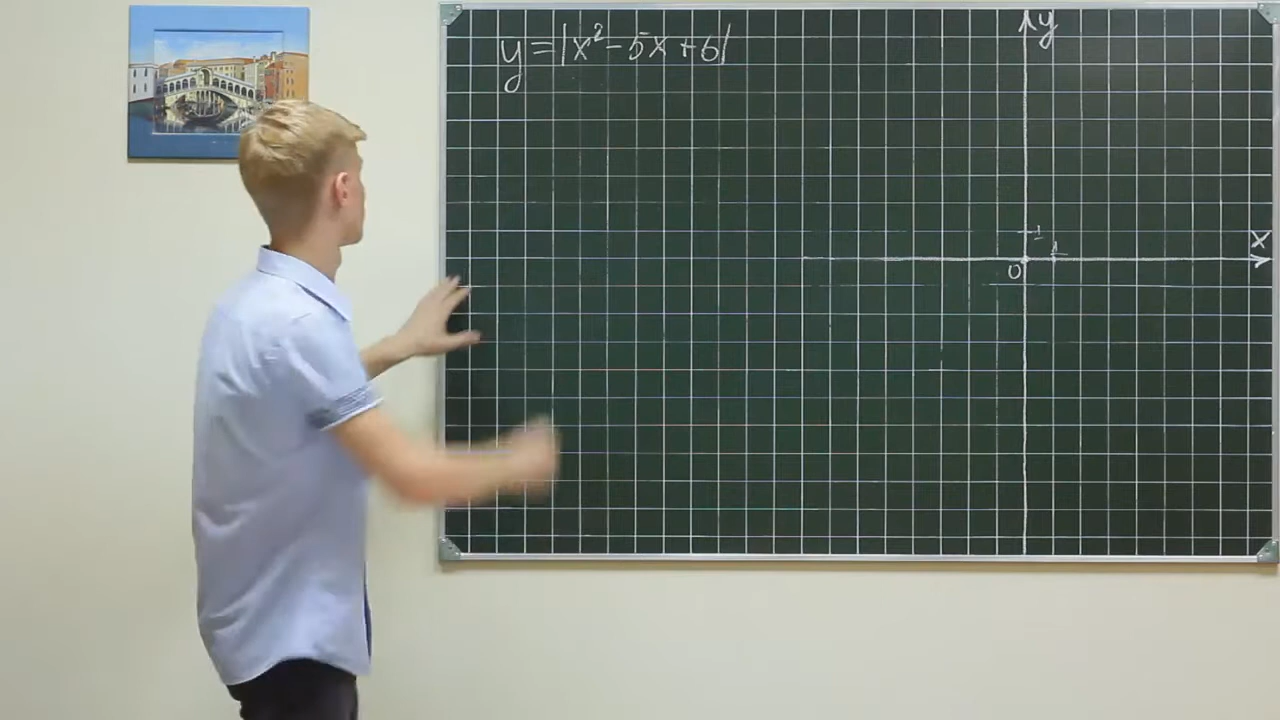 y = |x² - 5x + 6|
y
1
1
x
0